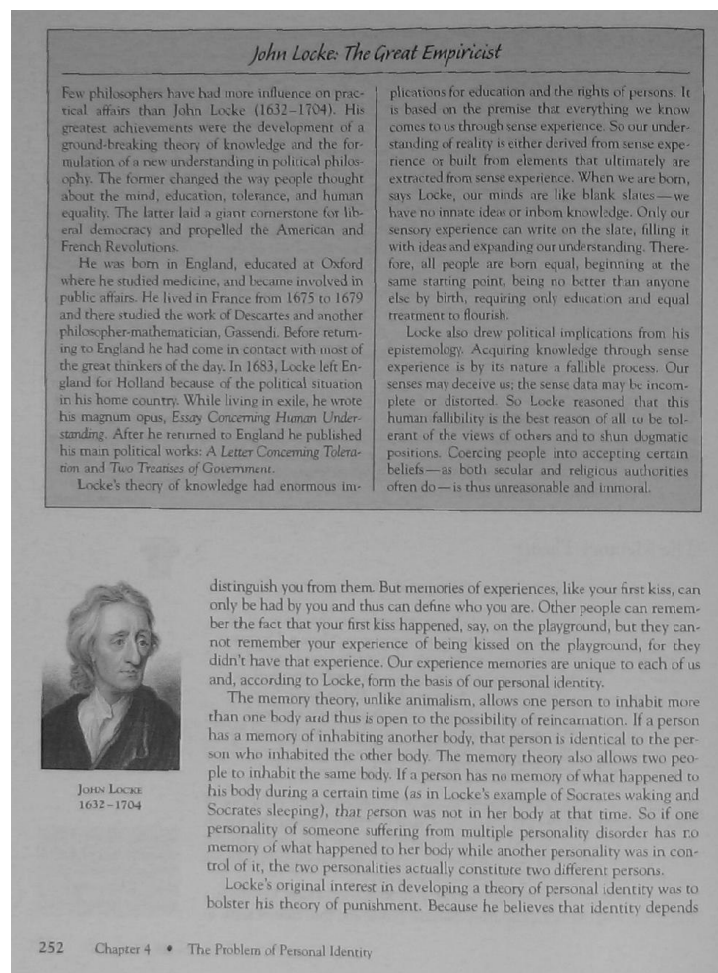 John Locke: The Great Empiricist
Few philosophers have had more influence on prac-
tical affairs than John Locke (1632–1704). His
greatest achievements were the development of a
ground-breaking theory of knowledge and the for-
mulation of a new understanding in political philos-
ophy. The former changed the way people thought
about the mind, education, tolerance, and human
equality. The latter laid a giant cornerstone for lib-
eral democracy and propelled the American and
French Revolutions.
He was born in England, educated at Oxford
where he studied medicine, and became involved in
public affairs. He lived in France from 1675 to 1679
and there studied the work of Descartes and another
philosopher-mathematician, Gassendi. Before return-
ing to England he had come in contact with most of
the great thinkers of the day. In 1683, Locke left En-
gland for Holland because of the political situation
in his home country. While living in exile, he wrote
his magnum opus, Essay Concerning Human Under-
standing. After he returned to England he published
his main political works: A Letter Concerning Tolera-
tion and Two Treatises of Government.
Locke's theory of knowledge had enormous im-
plications for education and the rights of persons. It
is based on the premise that everything we know
comes to us through sense experience. So our under-
standing of reality is either derived from sense expe-
rience or built from elements that ultimately are
extracted from sense experience. When we are born,
says Locke, our minds are like blank slates—we
have no innate ideas or inborn knowledge. Only our
sensory experience can write on the slate, filling it
with ideas and expanding our understanding. There-
fore, all people are born equal, beginning at the
same starting point, being no better than anyone
else by birth, requiring only education and equal
treatment to flourish.
Locke also drew political implications from his
epistemology. Acquiring knowledge through sense
experience is by its nature a fallible process. Our
senses may deceive us; the sense data may be incom-
plete or distorted. So Locke reasoned that this
human fallibility is the best reason of all to be tol-
erant of the views of others and to shun dogmatic
positions. Coercing people into accepting certain
beliefs—as both secular and religious authorities
often do—is thus unreasonable and immoral.
distinguish you from them. But memories of experiences, like your first kiss, can
only be had by you and thus can define who you are. Other people can remem-
ber the fact that your first kiss happened, say, on the playground, but they can-
not remember your experience of being kissed on the playground, for they
didn't have that experience. Our experience memories are unique to each of us
and, according to Locke, form the basis of our personal identity.
The memory theory, unlike animalism, allows one person to inhabit more
than one body and thus is open to the possibility of reincarnation. If a person
has a memory of inhabiting another body, that person is identical to the per-
son who inhabited the other body. The memory theory also allows two peo-
ple to inhabit the same body. If a person has no memory of what happened to
his body during a certain time (as in Locke's example of Socrates waking and
Socrates sleeping), that person was not in her body at that time. So if one
personality of someone suffering from multiple personality disorder has no
memory of what happened to her body while another personality was in con-
trol of it, the two personalities actually constitute two different persons.
Locke's original interest in developing a theory of personal identity was to
bolster his theory of punishment. Because he believes that identity depends
JOHN LOCKE
1632–1704
252 Chapter 4 • The Problem of Personal Identity